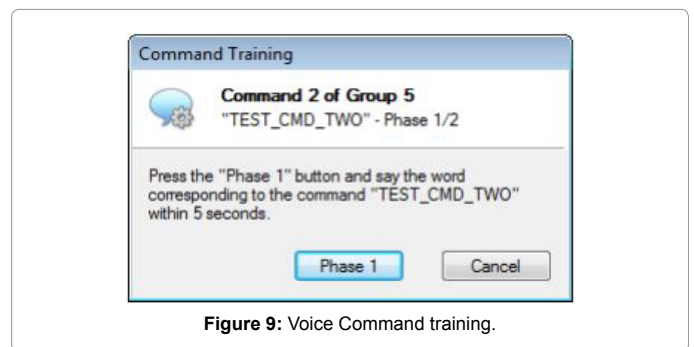 Command Training
Command 2 of Group 5
"TEST_CMD_TWO" - Phase 1/2
Press the "Phase 1" button and say the word
corresponding to the command "TEST_CMD_TWO"
within 5 seconds.
Phase 1
Cancel
Figure 9: Voice Command training.